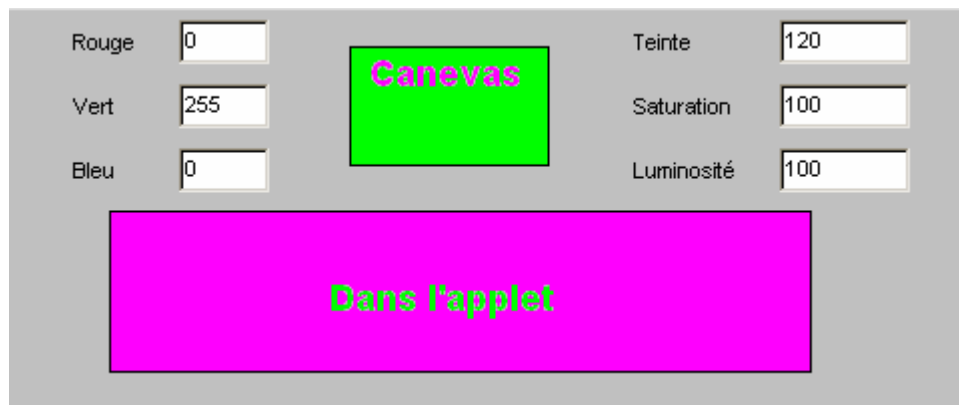 Rouge 0
Vert 255
Bleu 0
Canevas
Teinte 120
Saturation 100
Luminosité 100
Dans l'applet